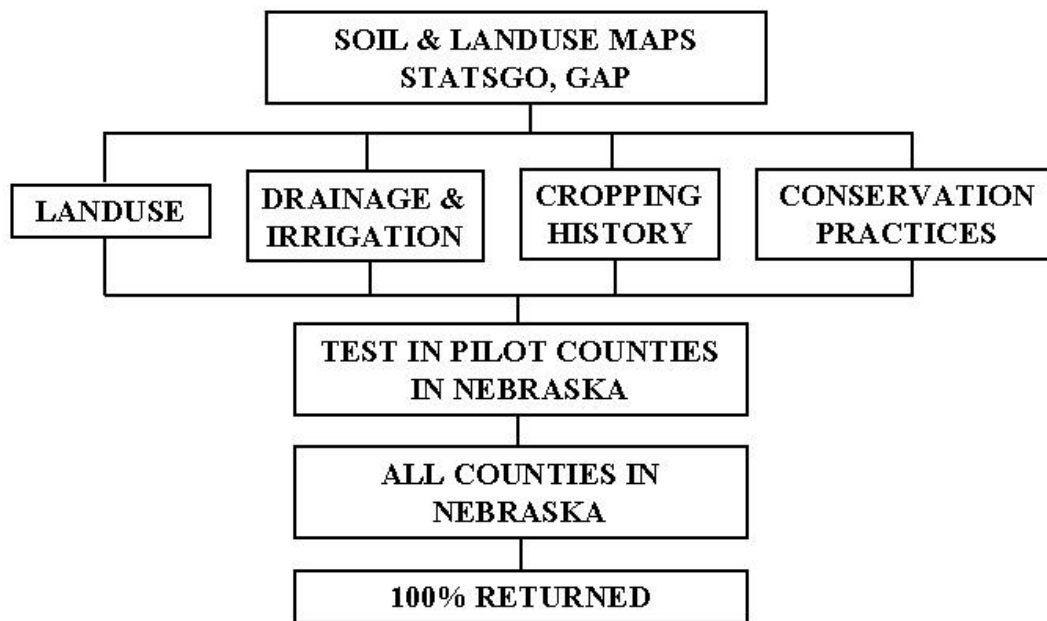 SOIL & LANDUSE MAPS
STATSGO, GAP
LANDUSE
DRAINAGE &
IRRIGATION
CROPPING
HISTORY
CONSERVATION
PRACTICES
TEST IN PILOT COUNTIES
IN NEBRASKA
ALL COUNTIES IN
NEBRASKA
100% RETURNED